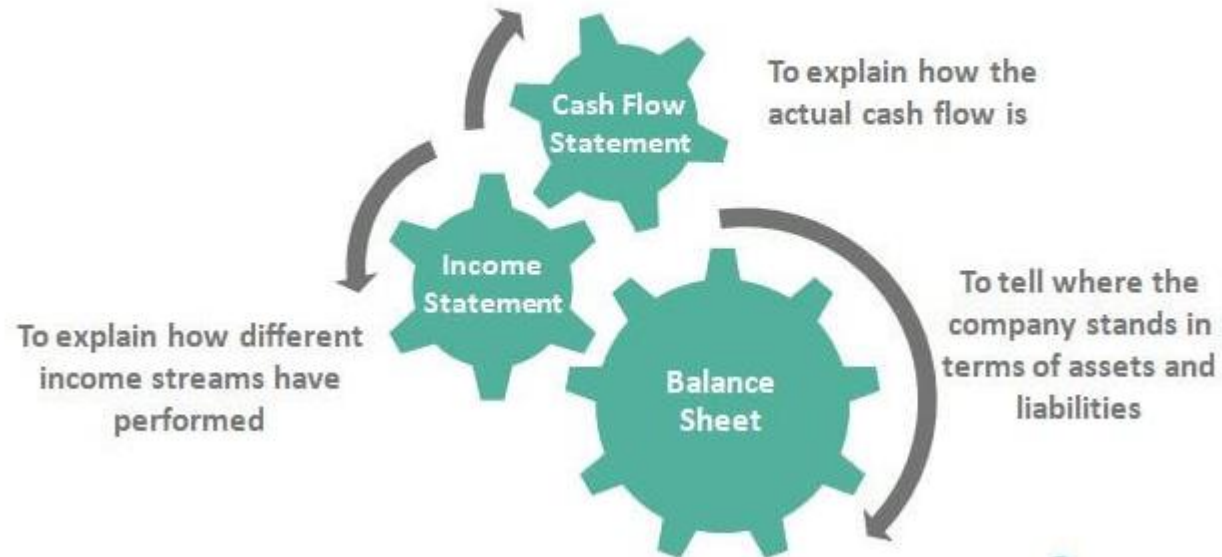 Cash Flow
Statement
To explain how the
actual cash flow is
Income
Statement
To explain how different
income streams have
performed
Balance
Sheet
To tell where the
company stands in
terms of assets and
liabilities